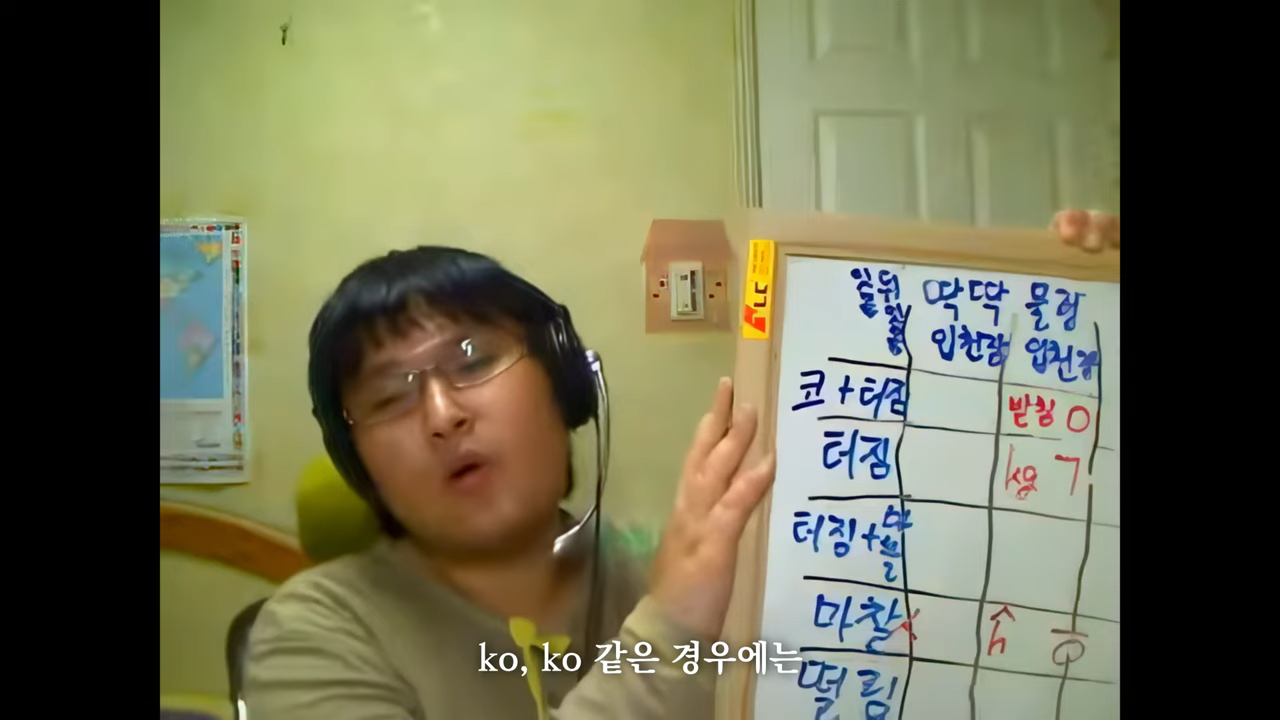 딱딱 물렁
입천장 입천장
코+터짐
받침 ㅇ
터짐
ㄱ
터짐+마찰
마찰
ㅅ ㅎ
떨림
ko, ko 같은 경우에는